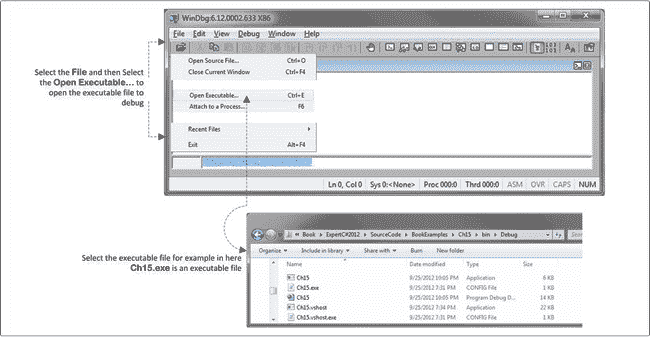 WinDbg:6.12.0002.633 X86
File Edit View Debug Window Help
Select the File and then Select
the Open Executable... to
open the executable file to
debug
Open Source File... Ctrl+O
Close Current Window Ctrl+F4
Open Executable... Ctrl+E
Attach to a Process... F6
Recent Files
Exit Alt+F4
Ln 0, Col 0 Sys 0:<None> Proc 000:0 Thrd 000:0 ASM OVR CAPS NUM
Select the executable file for example in here
Ch15.exe is an executable file
Book ExpertC#2012 SourceCode BookExamples Ch15 bin Debug
Organize Include in library Share with Burn New folder
Name Date modified Type Size
Ch15 9/25/2012 10:05 PM Application 6 KB
Ch15.exe 9/25/2012 7:31 PM CONFIG File 1 KB
Ch15 9/25/2012 10:05 PM Program Debug D... 14 KB
Ch15.vshost 9/25/2012 7:34 PM Application 22 KB
Ch15.vshost.exe 9/25/2012 7:31 PM CONFIG File 1 KB